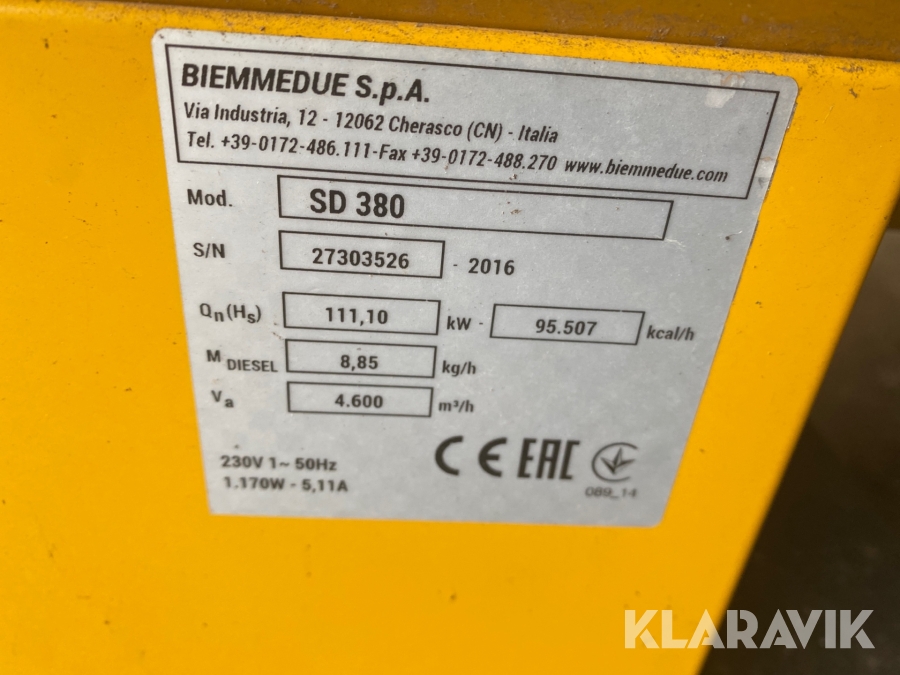 BIEMMEDUE S.p.A.
Via Industria, 12 - 12062 Cherasco (CN) - Italia
Tel. +39-0172-486.111-Fax +39-0172-488.270 www.biemmedue.com
Mod. SD 380
S/N 27303526 - 2016
Qn(Hs) 111,10 kW - 95.507 kcal/h
M DIESEL 8,85 kg/h
Va 4.600 m³/h
230V 1~ 50Hz
1.170W - 5,11A
CE EAC
089_14
KLARAVIK